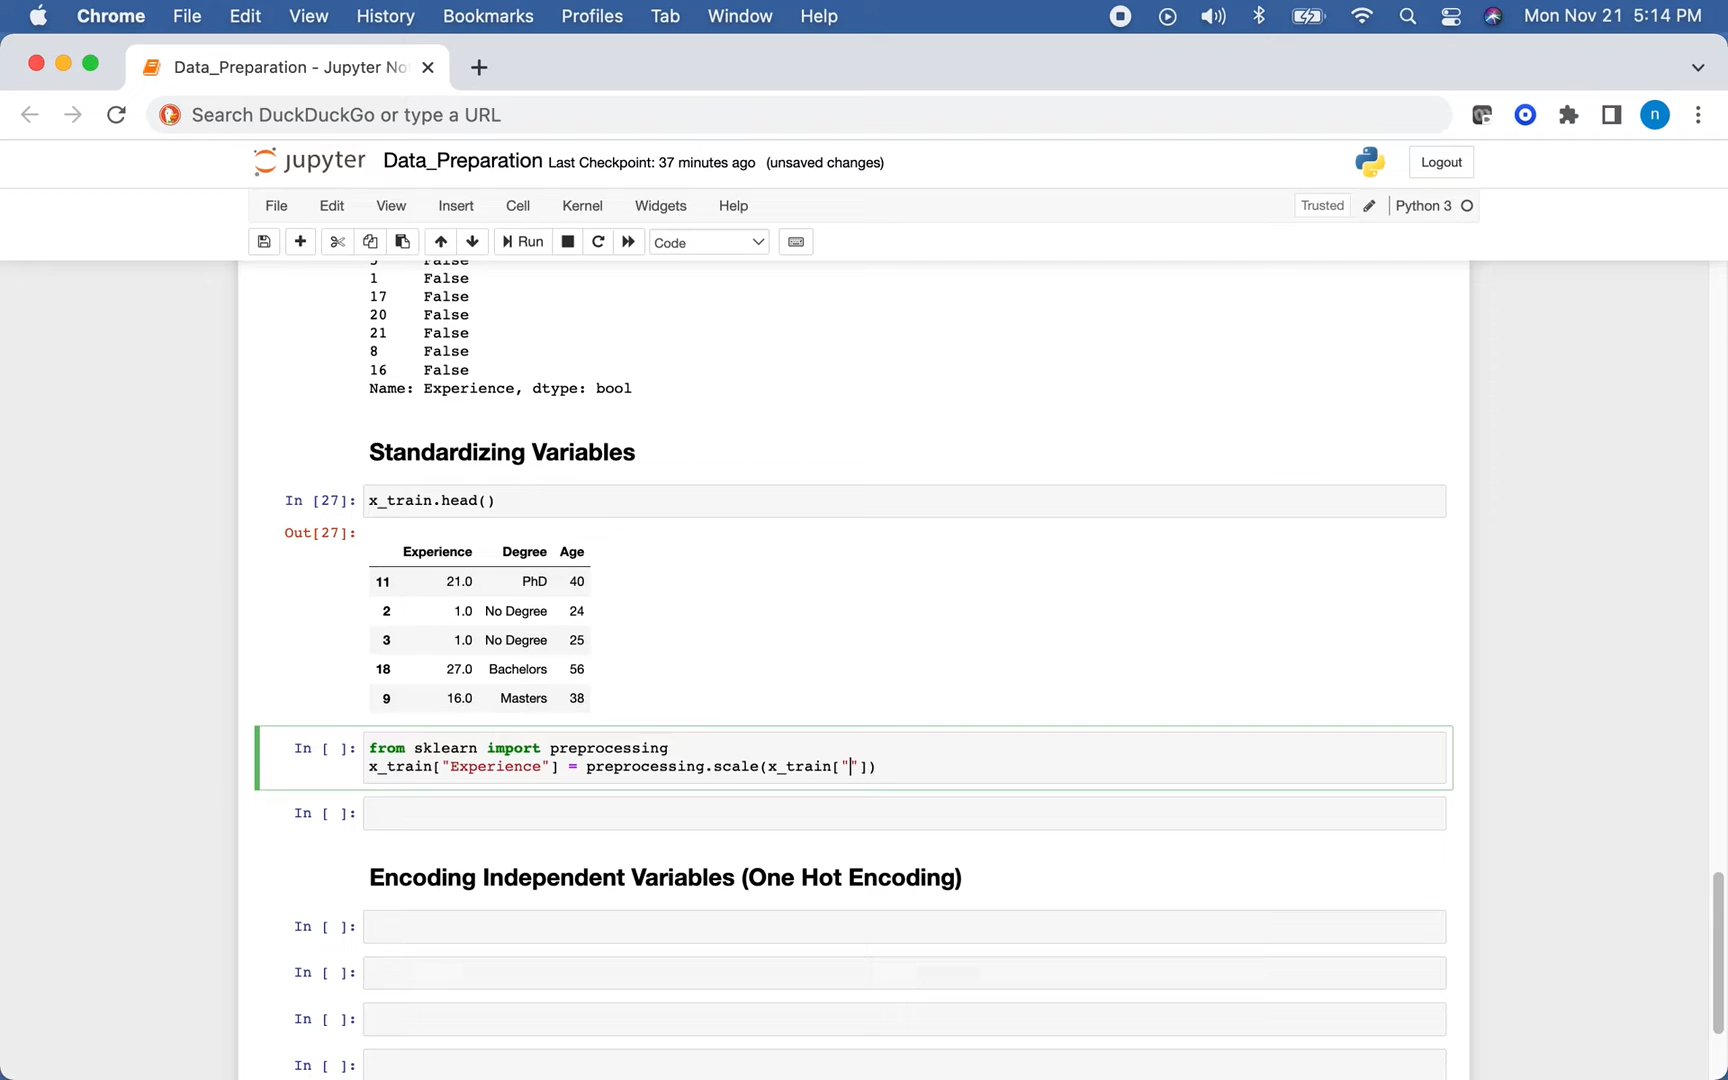 Chrome File Edit View History Bookmarks Profiles Tab Window Help Mon Nov 21 5:14 PM
Data_Preparation - Jupyter No
Search DuckDuckGo or type a URL n
jupyter Data_Preparation Last Checkpoint: 37 minutes ago (unsaved changes) Logout
File Edit View Insert Cell Kernel Widgets Help Trusted Python 3
Run Code
1 False
17 False
20 False
21 False
8 False
16 False
Name: Experience, dtype: bool
Standardizing Variables
In [27]: x_train.head()
Out[27]:
Experience Degree Age
11 21.0 PhD 40
2 1.0 No Degree 24
3 1.0 No Degree 25
18 27.0 Bachelors 56
9 16.0 Masters 38
In [ ]: from sklearn import preprocessing
x_train["Experience"] = preprocessing.scale(x_train[""])
In [ ]:
Encoding Independent Variables (One Hot Encoding)
In [ ]:
In [ ]:
In [ ]:
In [ ]: